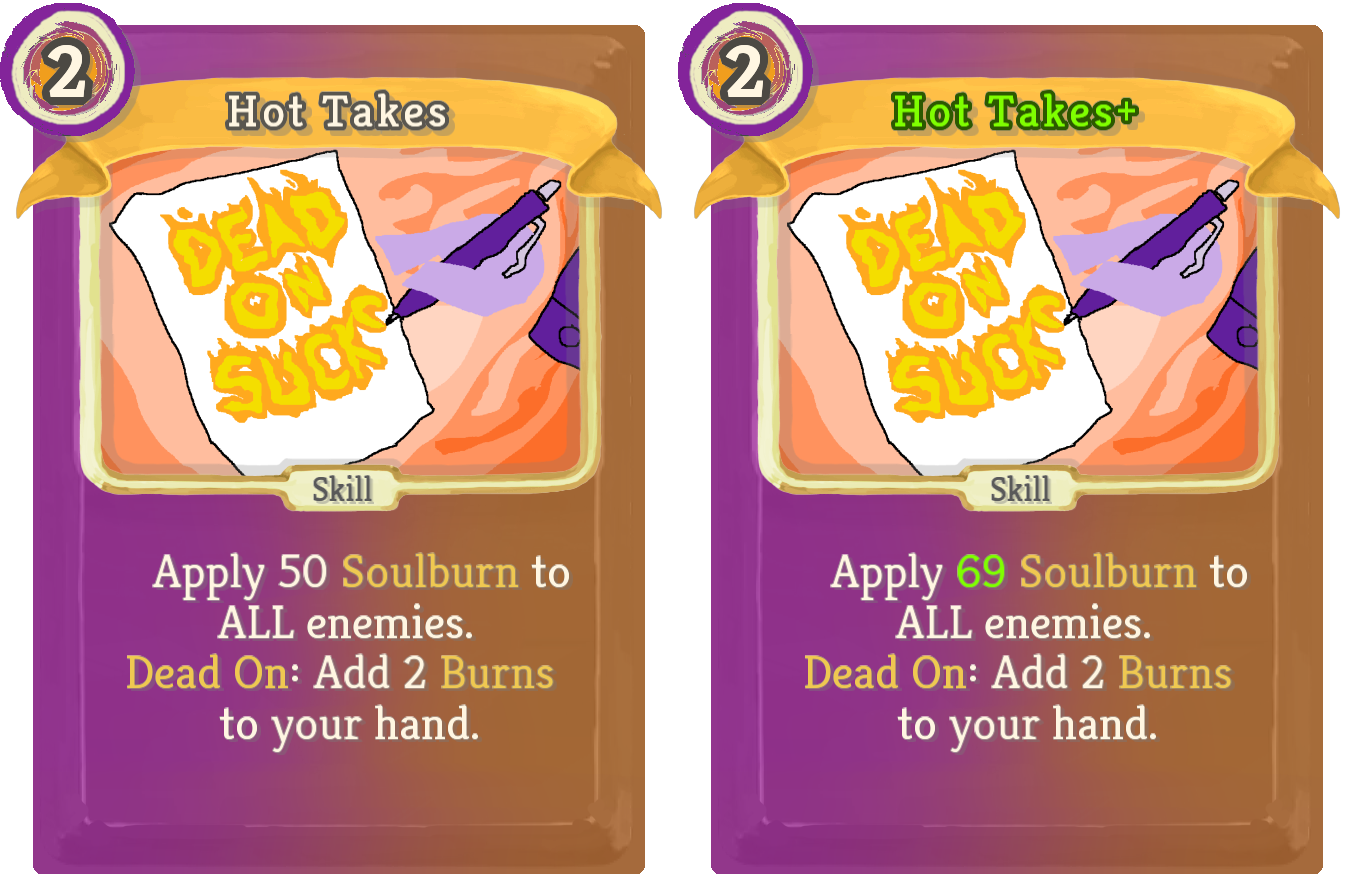 2
Hot Takes
DEAD
ON
SUCKS
Skill
Apply 50 Soulburn to
ALL enemies.
Dead On: Add 2 Burns
to your hand.
2
Hot Takes+
DEAD
ON
SUCKS
Skill
Apply 69 Soulburn to
ALL enemies.
Dead On: Add 2 Burns
to your hand.